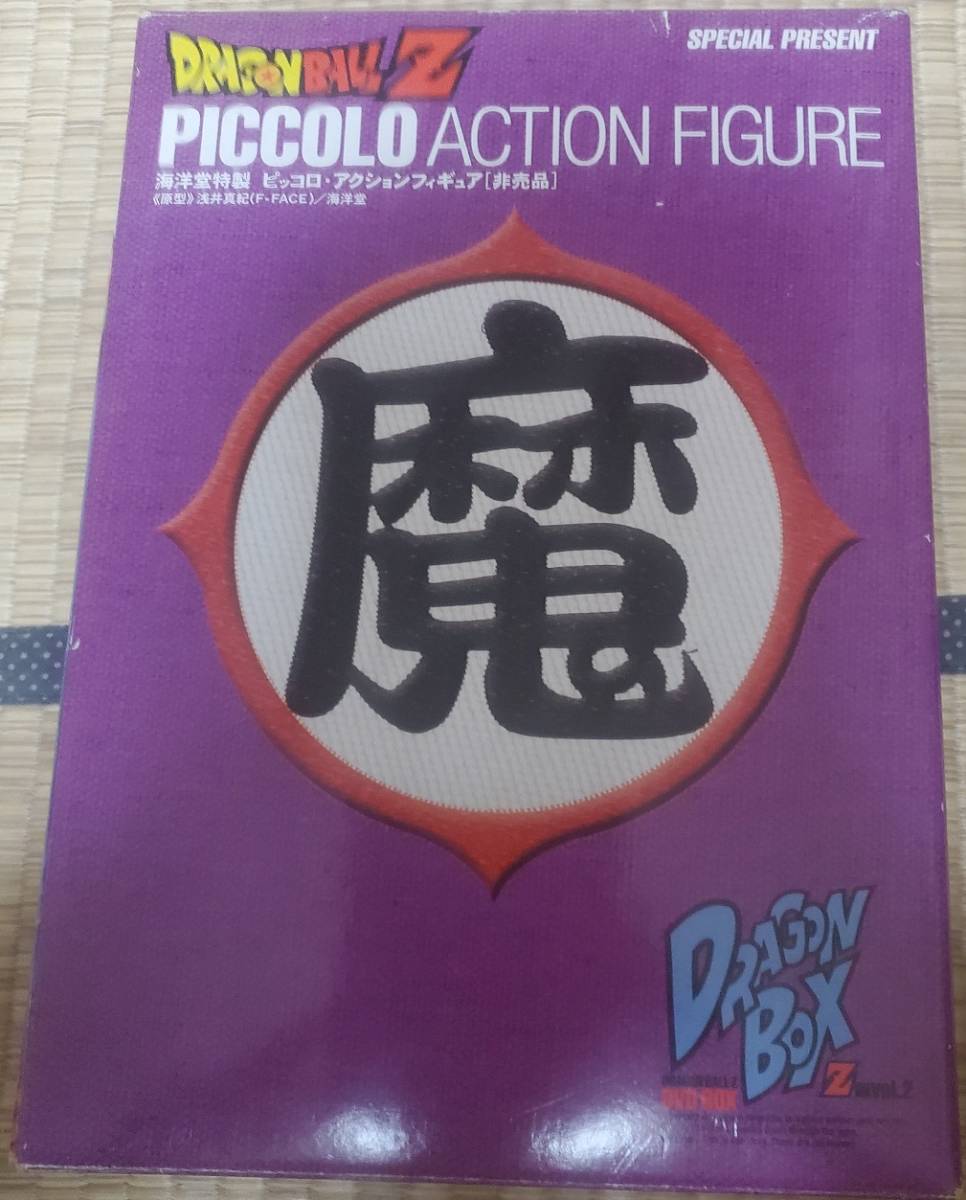 DRAGON BALL Z
SPECIAL PRESENT
PICCOLO ACTION FIGURE
海洋堂特製 ピッコロ・アクションフィギュア[非売品]
《原型》浅井真紀(F-FACE)/海洋堂
魔
DRAGON
BOX
Z vol.2
DRAGON BALL Z
DVD BOX